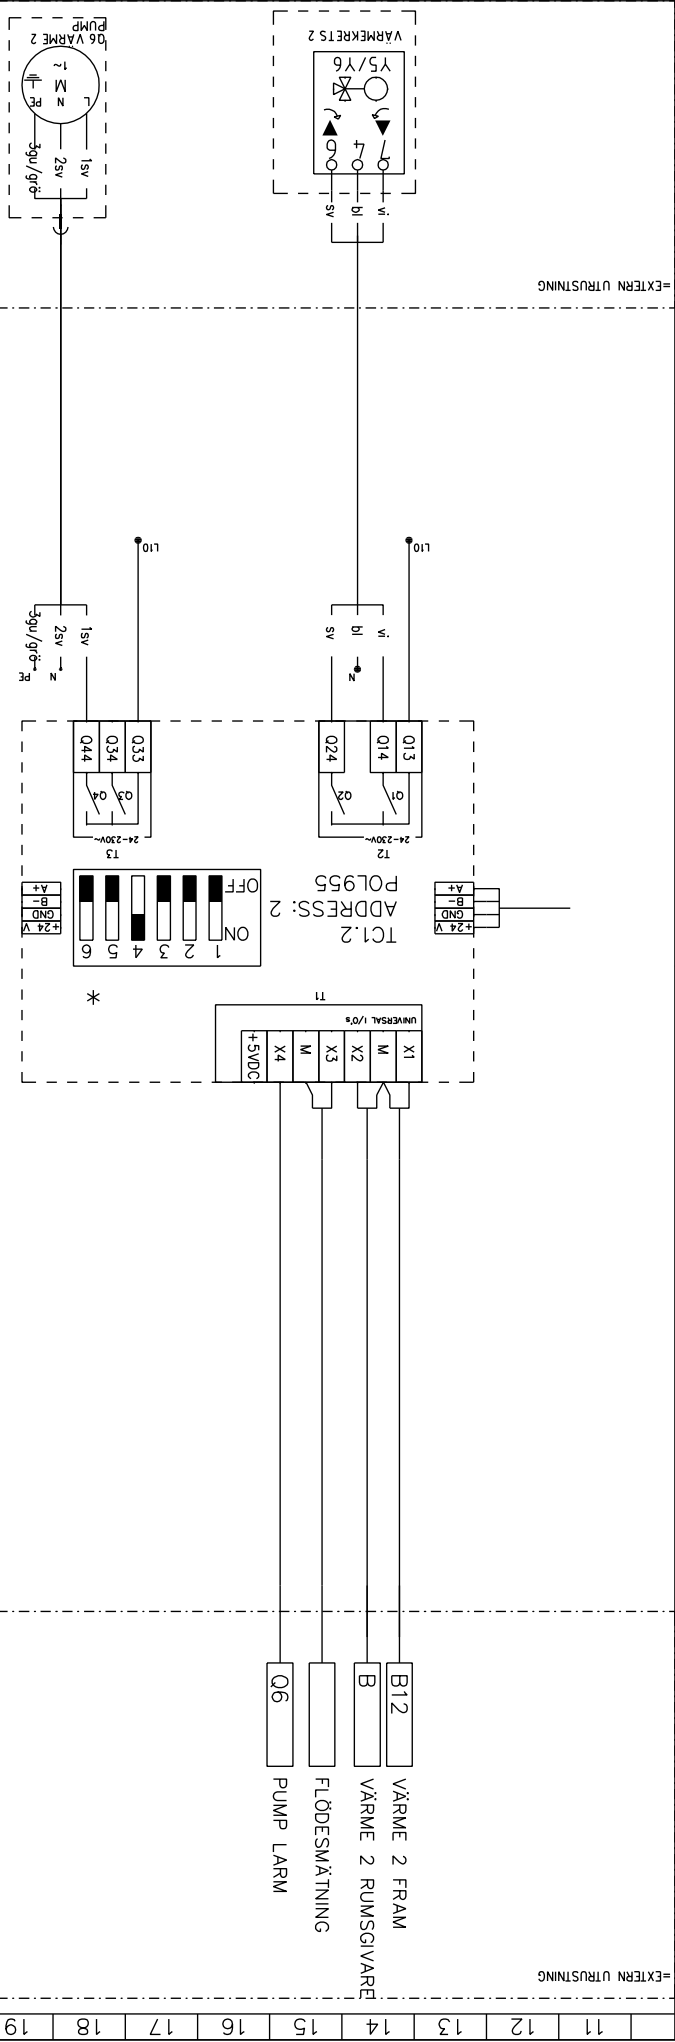 Q6 VÄRME 2
PUMP
1~
M
PE
N
L
3gu/grö
2sv
1sv
VÄRMEKRETS 2
Y5/Y6
6
4
1
sv
bl
vi
=EXTERN UTRUSTNING
L10
L10
3gu/grö
2sv
1sv
PE
N
sv
bl
vi
N
Q44
Q34
Q33
Q4
Q3
24-230V~
T3
Q24
Q14
Q13
Q2
Q1
24-230V~
T2
A+
B-
GND
+24 V
OFF
ON
6
5
4
3
2
1
TC1.2
ADDRESS: 2
POL955
A+
B-
GND
+24 V
*
T1
UNIVERSAL I/O's
+5VDC
X4
M
X3
X2
M
X1
Q6
B
B12
PUMP LARM
FLÖDESMÄTNING
VÄRME 2 RUMSGIVARE
VÄRME 2 FRAM
=EXTERN UTRUSTNING
19
18
17
16
15
14
13
12
11